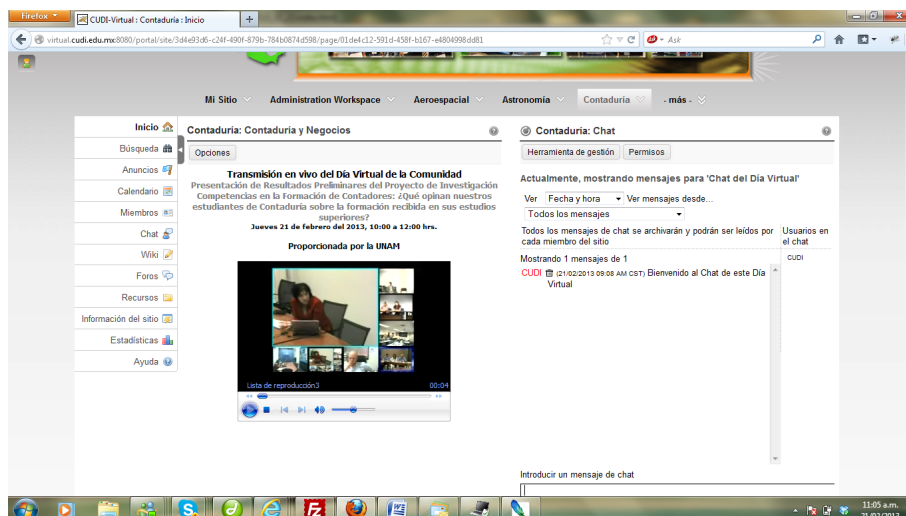 Firefox
CUDI-Virtual : Contaduría : Inicio
+
virtual.cudi.edu.mx:8080/portal/site/3d4e93d6-c24f-490f-879b-784b0874d598/page/01de4c12-591d-458f-b167-e4804998dd81
Ask
Mi Sitio
Administration Workspace
Aeroespacial
Astronomía
Contaduría
- más -
Inicio
Búsqueda
Anuncios
Calendario
Miembros
Chat
Wiki
Foros
Recursos
Información del sitio
Estadísticas
Ayuda
Contaduría: Contaduría y Negocios
Opciones
Transmisión en vivo del Día Virtual de la Comunidad
Presentación de Resultados Preliminares del Proyecto de Investigación
Competencias en la Formación de Contadores: ¿Qué opinan nuestros
estudiantes de Contaduría sobre la formación recibida en sus estudios
superiores?
Jueves 21 de febrero del 2013, 10:00 a 12:00 hrs.
Proporcionada por la UNAM
Lista de reproducción3
00:04
Contaduría: Chat
Herramienta de gestión
Permisos
Actualmente, mostrando mensajes para 'Chat del Día
Virtual'
Ver Fecha y hora Ver mensajes desde...
Todos los mensajes
Todos los mensajes de chat se archivarán y podrán ser leídos por
cada miembro del sitio
Usuarios en
el chat
Mostrando 1 mensajes de 1
CUDI
CUDI (21/02/2013 09:08 AM CST) Bienvenido al Chat de este Día
Virtual
Introducir un mensaje de chat
11:05 a.m.
21/02/2013